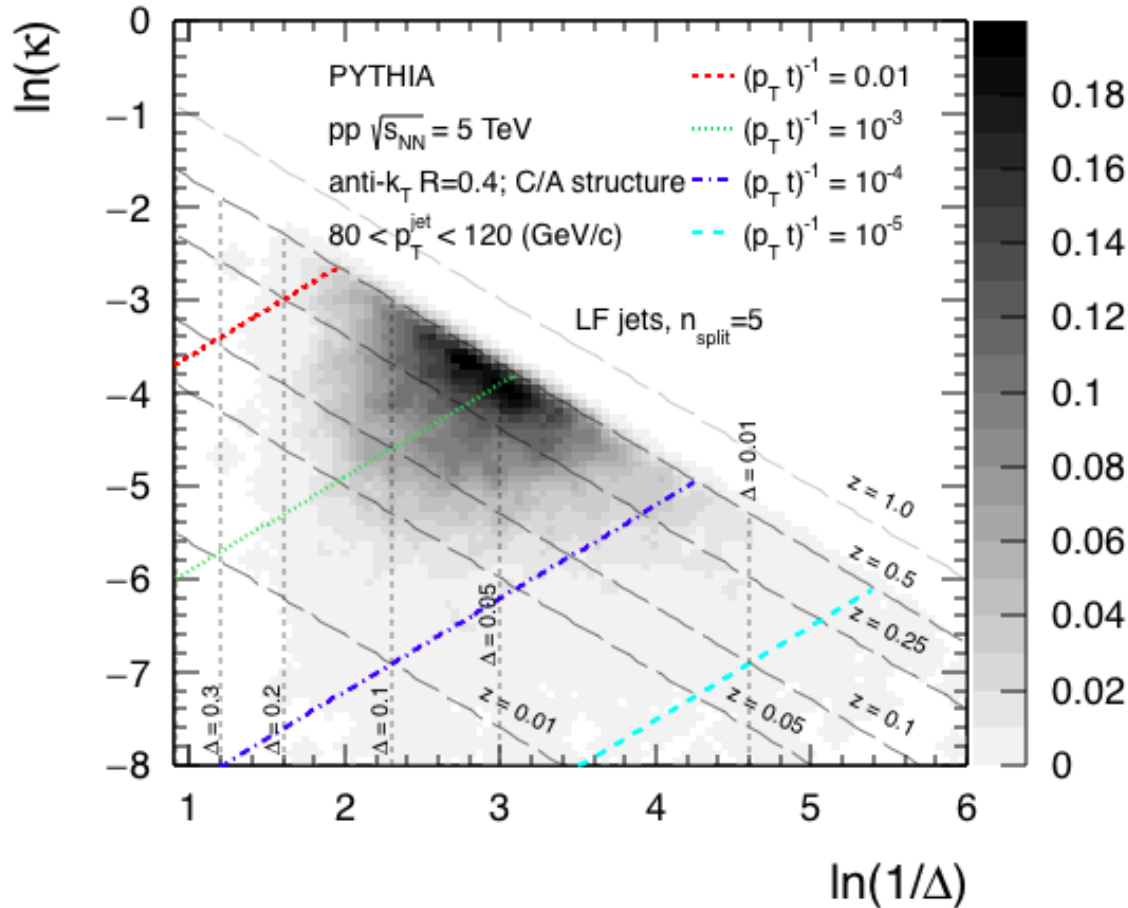 ln(κ)
0
−1
−2
−3
−4
−5
−6
−7
−8
PYTHIA
pp √s_NN = 5 TeV
anti-k_T R=0.4; C/A structure
80 < p_T^jet < 120 (GeV/c)
(p_T t)^-1 = 0.01
(p_T t)^-1 = 10^-3
(p_T t)^-1 = 10^-4
(p_T t)^-1 = 10^-5
LF jets, n_split=5
Δ = 0.3
Δ = 0.2
Δ = 0.1
Δ = 0.05
Δ = 0.01
z = 1.0
z = 0.5
z = 0.25
z = 0.1
z = 0.05
z = 0.01
1 2 3 4 5 6
ln(1/Δ)
0.18
0.16
0.14
0.12
0.1
0.08
0.06
0.04
0.02
0